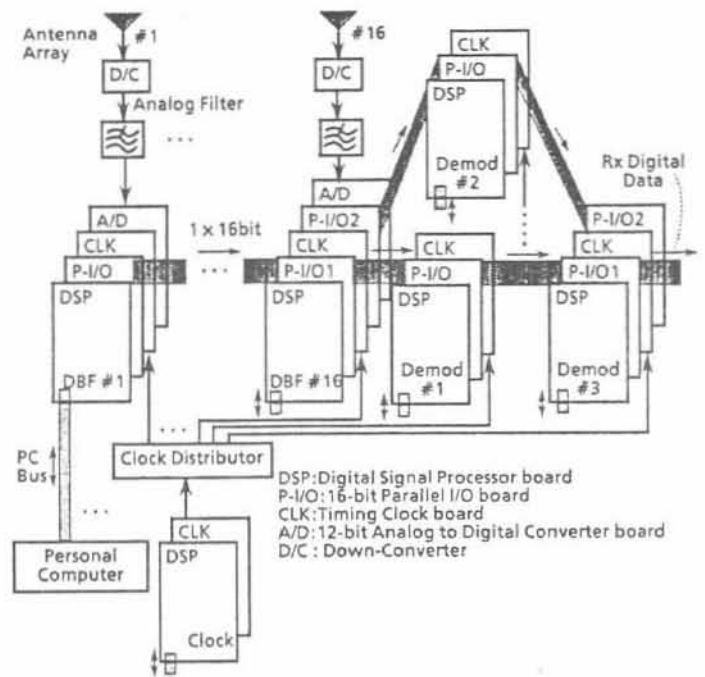 Antenna
Array
#1
#16
D/C
D/C
Analog Filter
...
A/D
CLK
P-I/O
DSP
DBF #1
1 x 16bit
...
A/D
P-I/O2
CLK
P-I/O1
DSP
DBF #16
CLK
P-I/O
DSP
Demod
#2
CLK
P-I/O
DSP
Demod
#1
Rx Digital
Data
P-I/O2
CLK
P-I/O1
DSP
Demod
#3
PC
Bus
...
Clock Distributor
...
Personal
Computer
CLK
DSP
Clock
DSP:Digital Signal Processor board
P-I/O:16-bit Parallel I/O board
CLK:Timing Clock board
A/D:12-bit Analog to Digital Converter board
D/C : Down-Converter